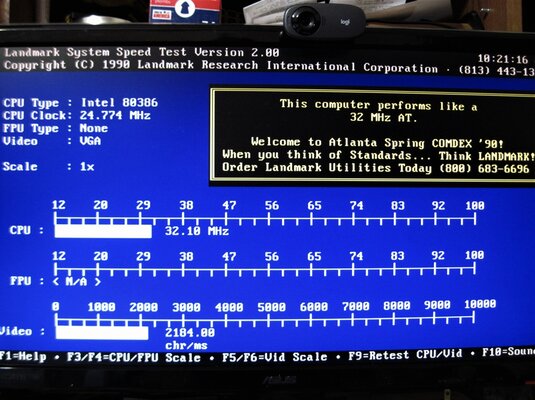 logi
Landmark System Speed Test Version 2.00
10:21:16
Copyright (C) 1990 Landmark Research International Corporation · (813) 443-13
CPU Type : Intel 80386
CPU Clock: 24.774 MHz
FPU Type : None
Video : VGA
Scale : 1x
This computer performs like a
32 MHz AT.
Welcome to Atlanta Spring COMDEX '90!
When you think of Standards... Think LANDMARK!
Order Landmark Utilities Today (800) 683-6696
12 20 29 38 47 56 65 74 83 92 100
CPU : 32.10 MHz
12 20 29 38 47 56 65 74 83 92 100
FPU : < N/A >
0 1000 2000 3000 4000 5000 6000 7000 8000 9000 10000
Video : 2184.00
chr/ms
F1=Help · F3/F4=CPU/FPU Scale · F5/F6=Vid Scale · F9=Retest CPU/Vid · F10=Soun
ASUS